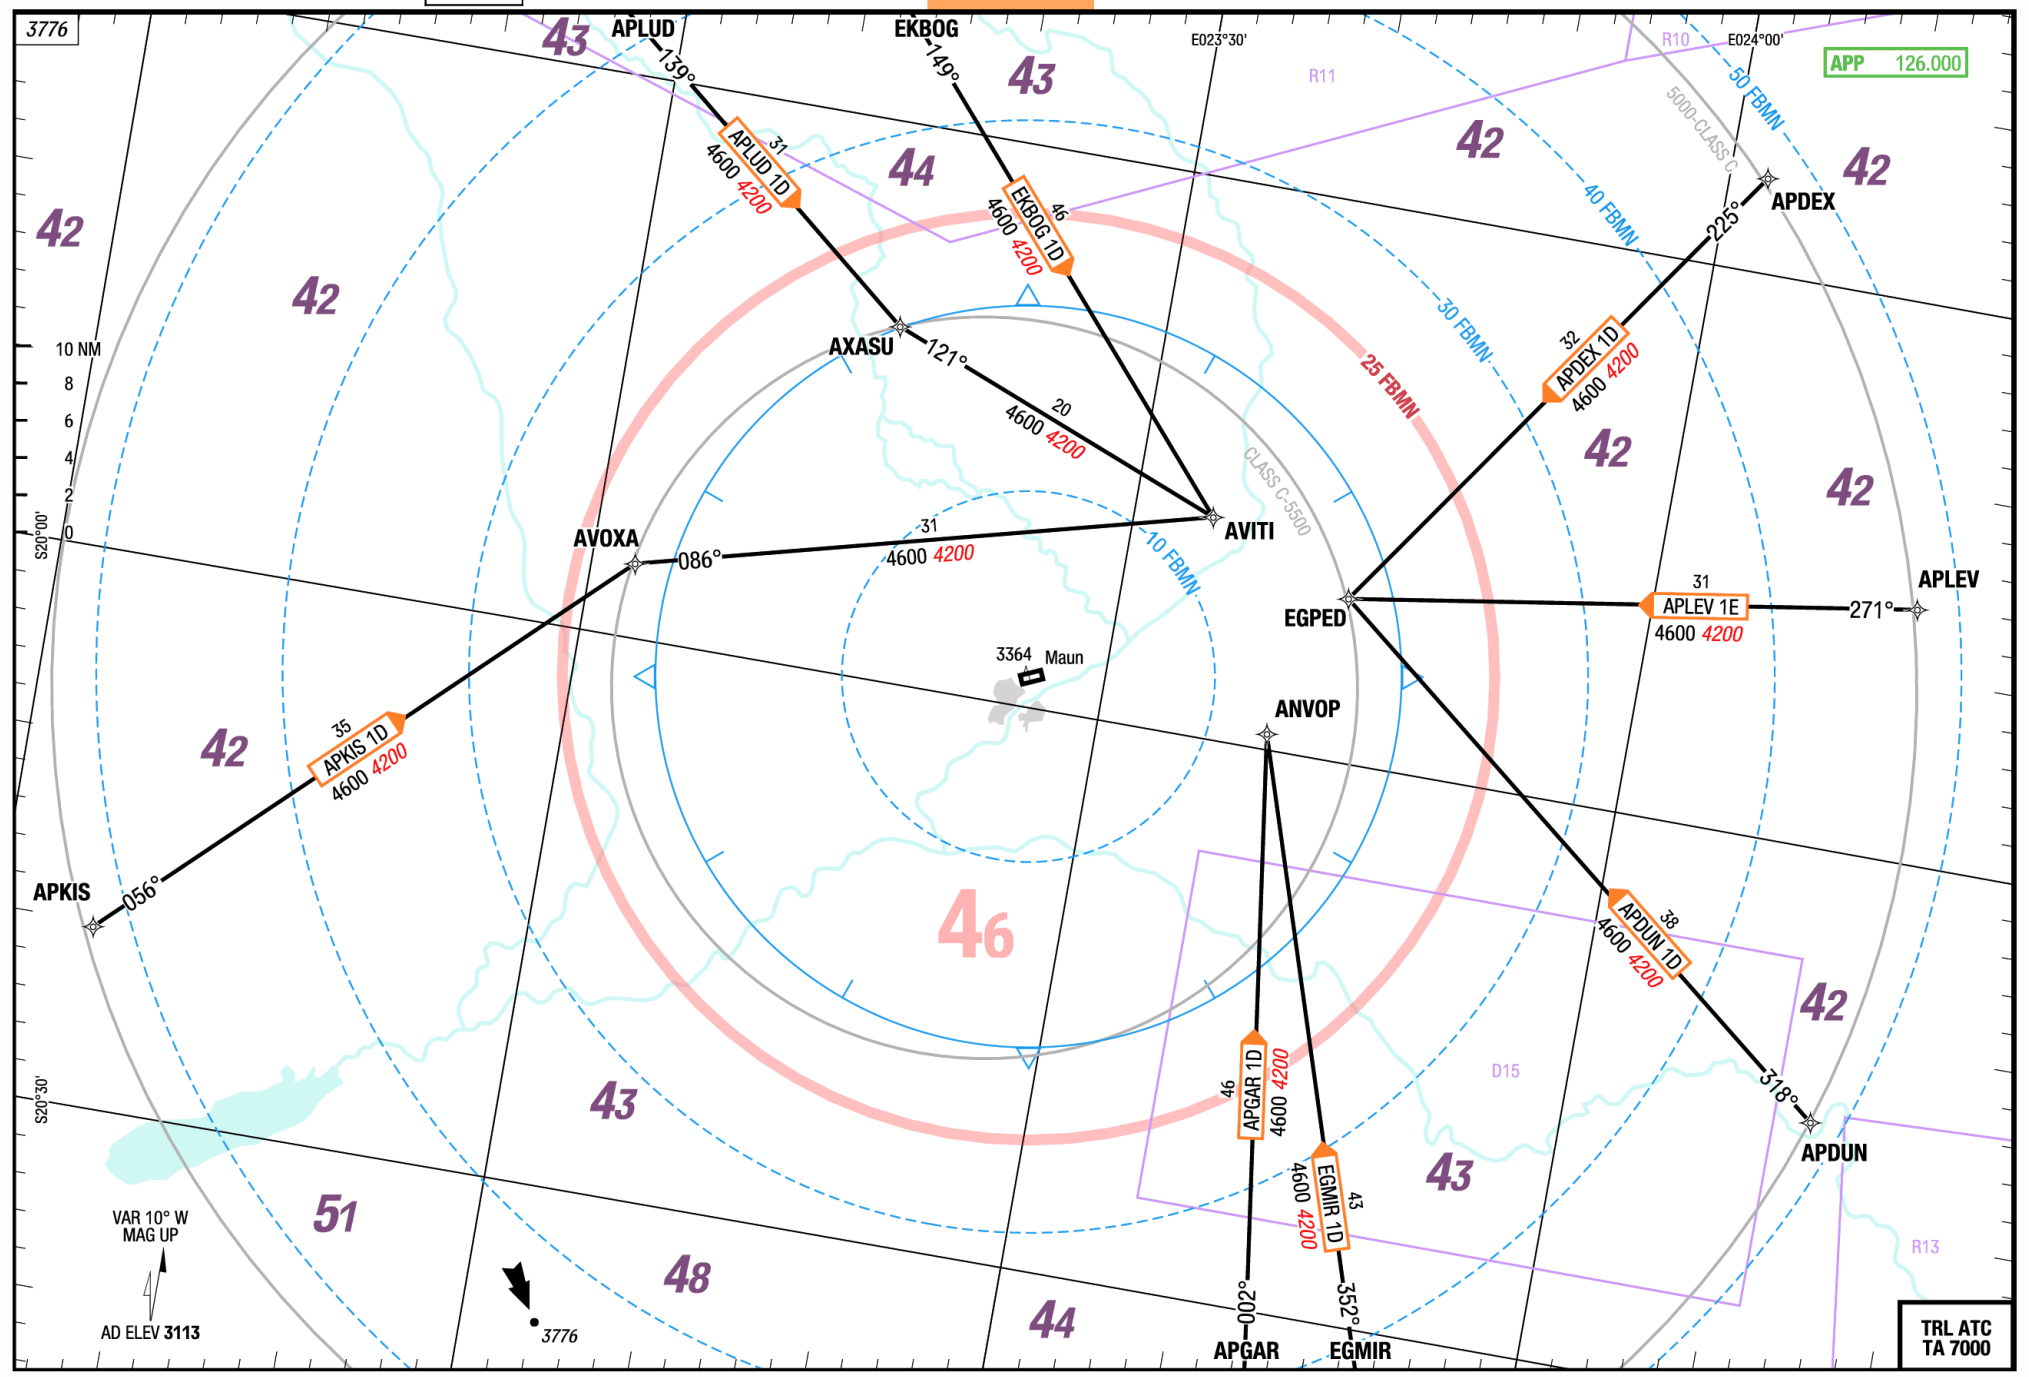 3776
43
APLUD
EKBOG
139°
149°
43
E023°30'
R11
R10
E024°00'
APP 126.000
50 FBMN
5000-CLASS C
42
42
44
31
APLUD 1D
4600 4200
46
EKBOG 1D
4600 4200
40 FBMN
APDEX
225°
42
42
30 FBMN
32
APDEX 1D
4600 4200
25 FBMN
10 NM
8
6
4
2
0
AXASU
121°
20
4600 4200
42
42
CLASS C-5500
S20°00'
AVOXA
086°
31
4600 4200
AVITI
10 FBMN
EGPED
31
APLEV 1E
4600 4200
271°
APLEV
3364
Maun
ANVOP
35
APKIS 1D
4600 4200
42
APKIS
056°
46
38
APDUN 1D
4600 4200
42
D15
318°
APDUN
S20°30'
43
46
APGAR 1D
4600 4200
43
EGMIR 1D
4600 4200
43
51
48
44
R13
VAR 10° W
MAG UP
AD ELEV 3113
3776
002°
352°
APGAR
EGMIR
TRL ATC
TA 7000